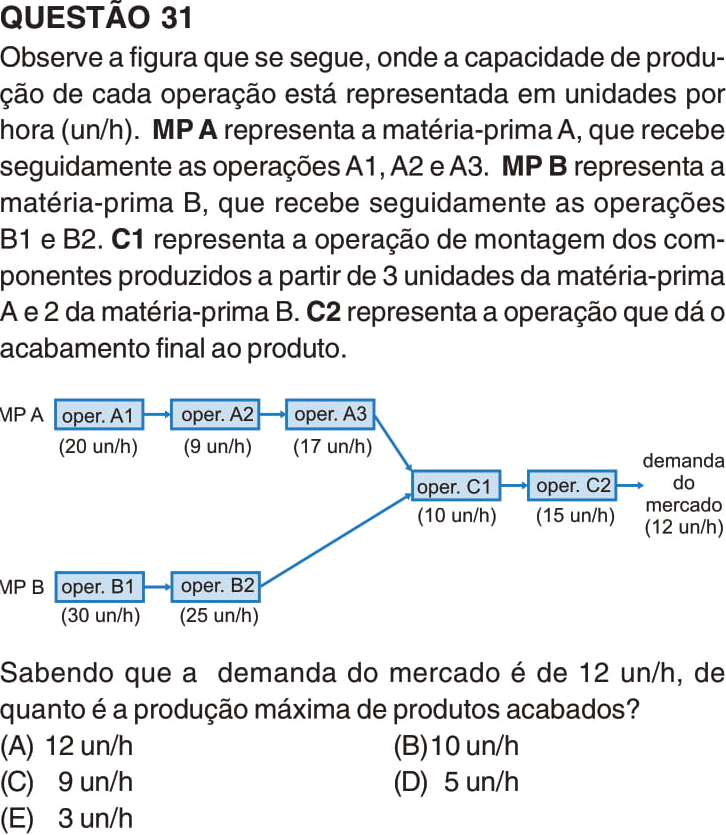 QUESTÃO 31
Observe a figura que se segue, onde a capacidade de produ-
ção de cada operação está representada em unidades por
hora (un/h). MP A representa a matéria-prima A, que recebe
seguidamente as operações A1, A2 e A3. MP B representa a
matéria-prima B, que recebe seguidamente as operações
B1 e B2. C1 representa a operação de montagem dos com-
ponentes produzidos a partir de 3 unidades da matéria-prima
A e 2 da matéria-prima B. C2 representa a operação que dá o
acabamento final ao produto.
MP A oper. A1 oper. A2 oper. A3
(20 un/h) (9 un/h) (17 un/h)
demanda
do
mercado
(12 un/h)
oper. C1 oper. C2
(10 un/h) (15 un/h)
MP B oper. B1 oper. B2
(30 un/h) (25 un/h)
Sabendo que a demanda do mercado é de 12 un/h, de
quanto é a produção máxima de produtos acabados?
(A) 12 un/h (B) 10 un/h
(C) 9 un/h (D) 5 un/h
(E) 3 un/h